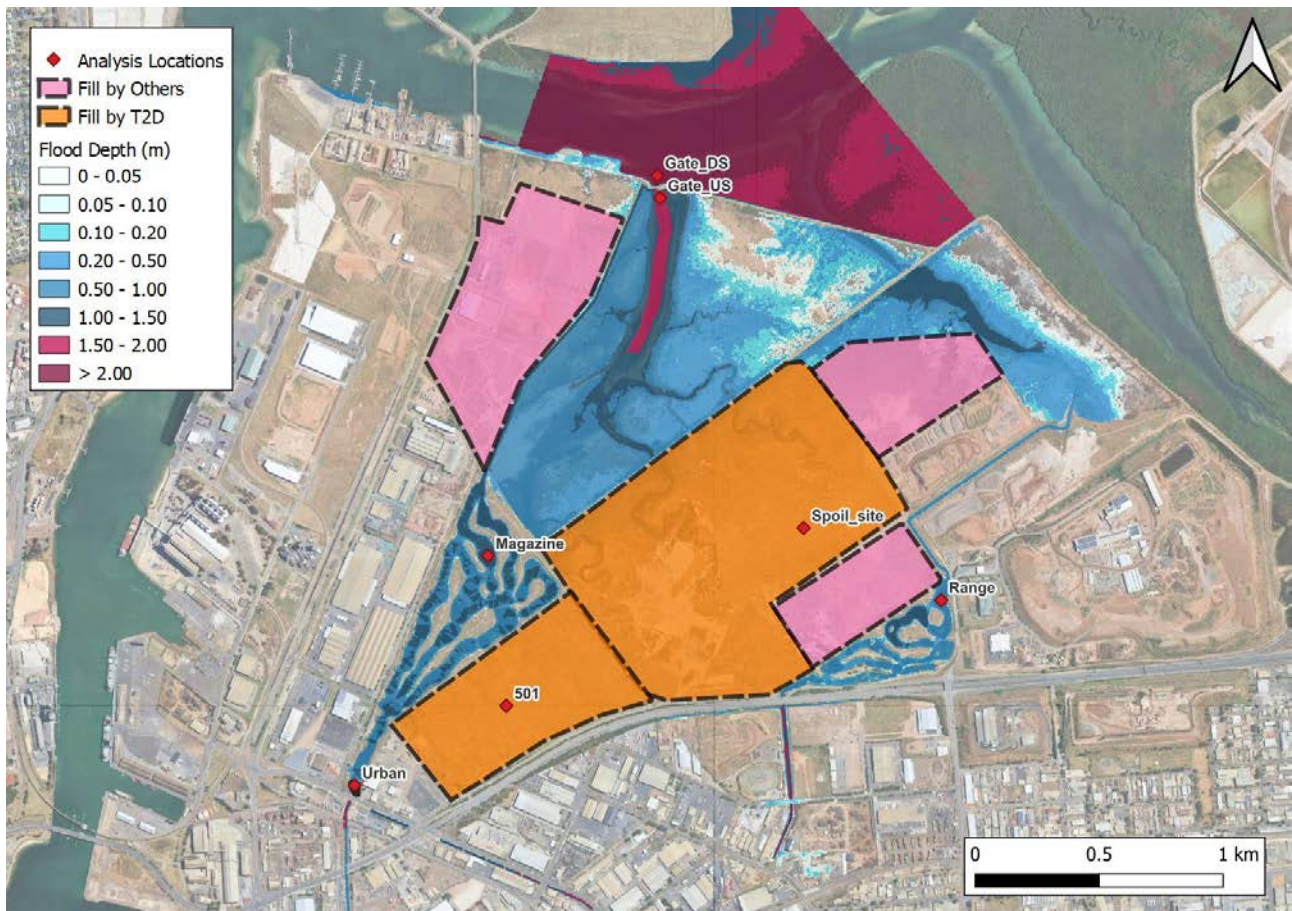 Analysis Locations
Fill by Others
Fill by T2D
Flood Depth (m)
0 - 0.05
0.05 - 0.10
0.10 - 0.20
0.20 - 0.50
0.50 - 1.00
1.00 - 1.50
1.50 - 2.00
> 2.00
Gate_DS
Gate_US
Spoil_site
Magazine
Range
501
Urban
0 0.5 1 km